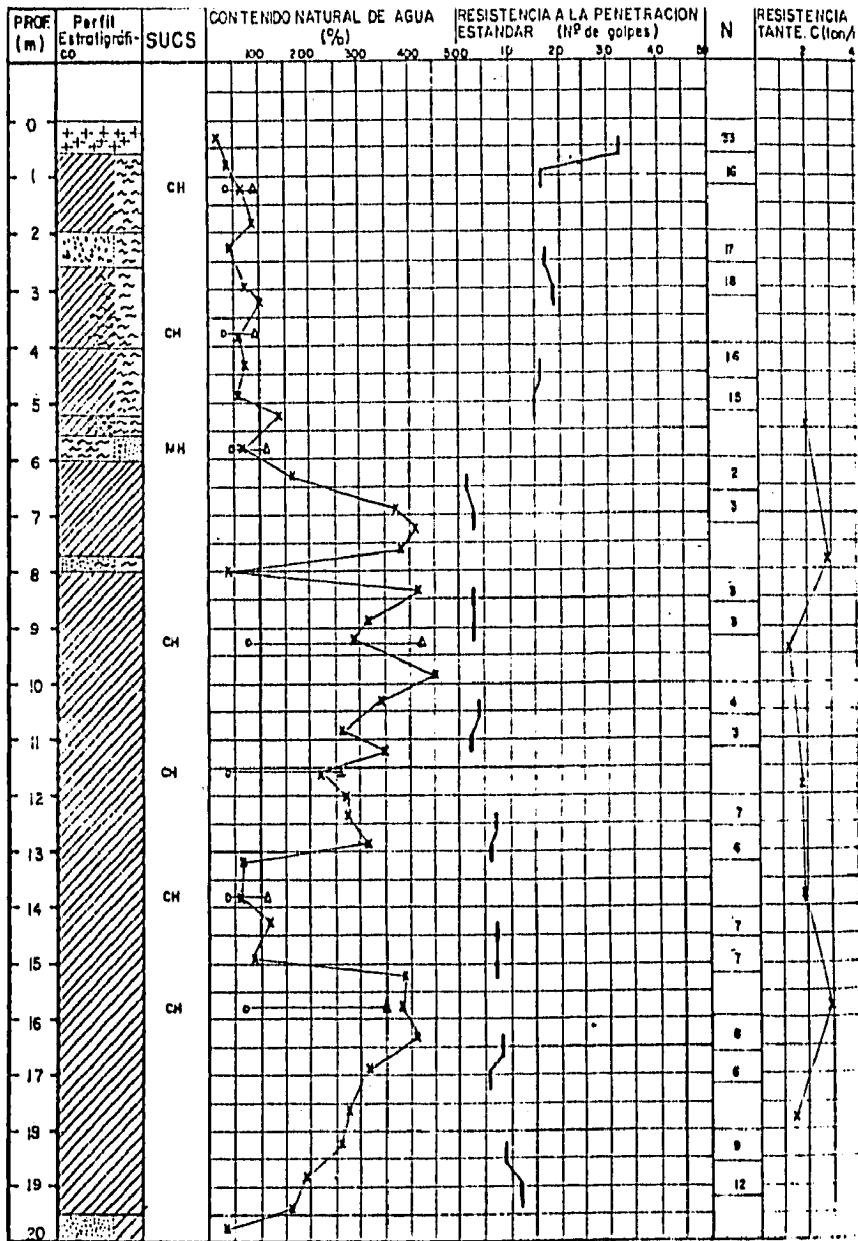 PROF. (m)
Perfil Estratigráfi-co
SUCS
CONTENIDO NATURAL DE AGUA (%)
100 200 300 400 500
RESISTENCIA A LA PENETRACION ESTANDAR (Nº de golpes)
0 10 20 30 40 50
N
RESISTENCIA
TANTE. C(ton/
2 4
0
33
1 CH 16
2
17
3 18
CH
4 16
5 15
MH
6
2
7 3
8
3
9 CH 3
10
4
11 3
CH
12
7
13 6
CH
14
7
15 7
CH
16
8
17 6
19
9
19 12
20